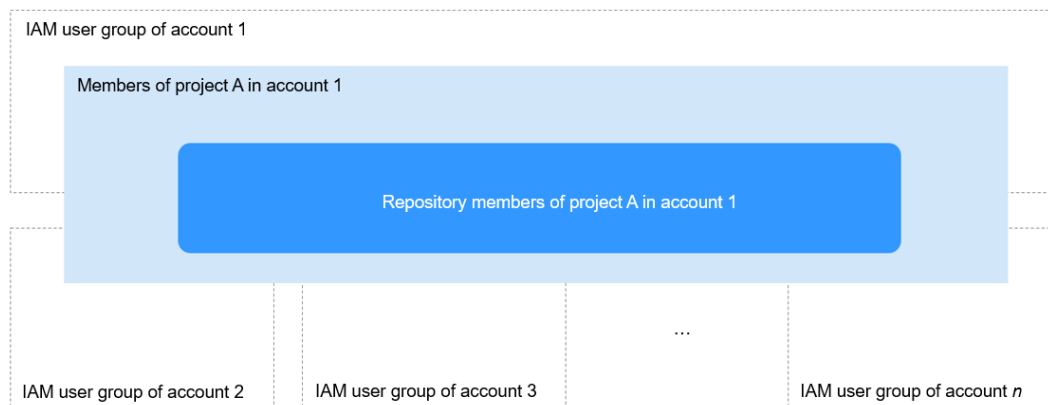 IAM user group of account 1
Members of project A in account 1
Repository members of project A in account 1
...
IAM user group of account 2
IAM user group of account 3
IAM user group of account n